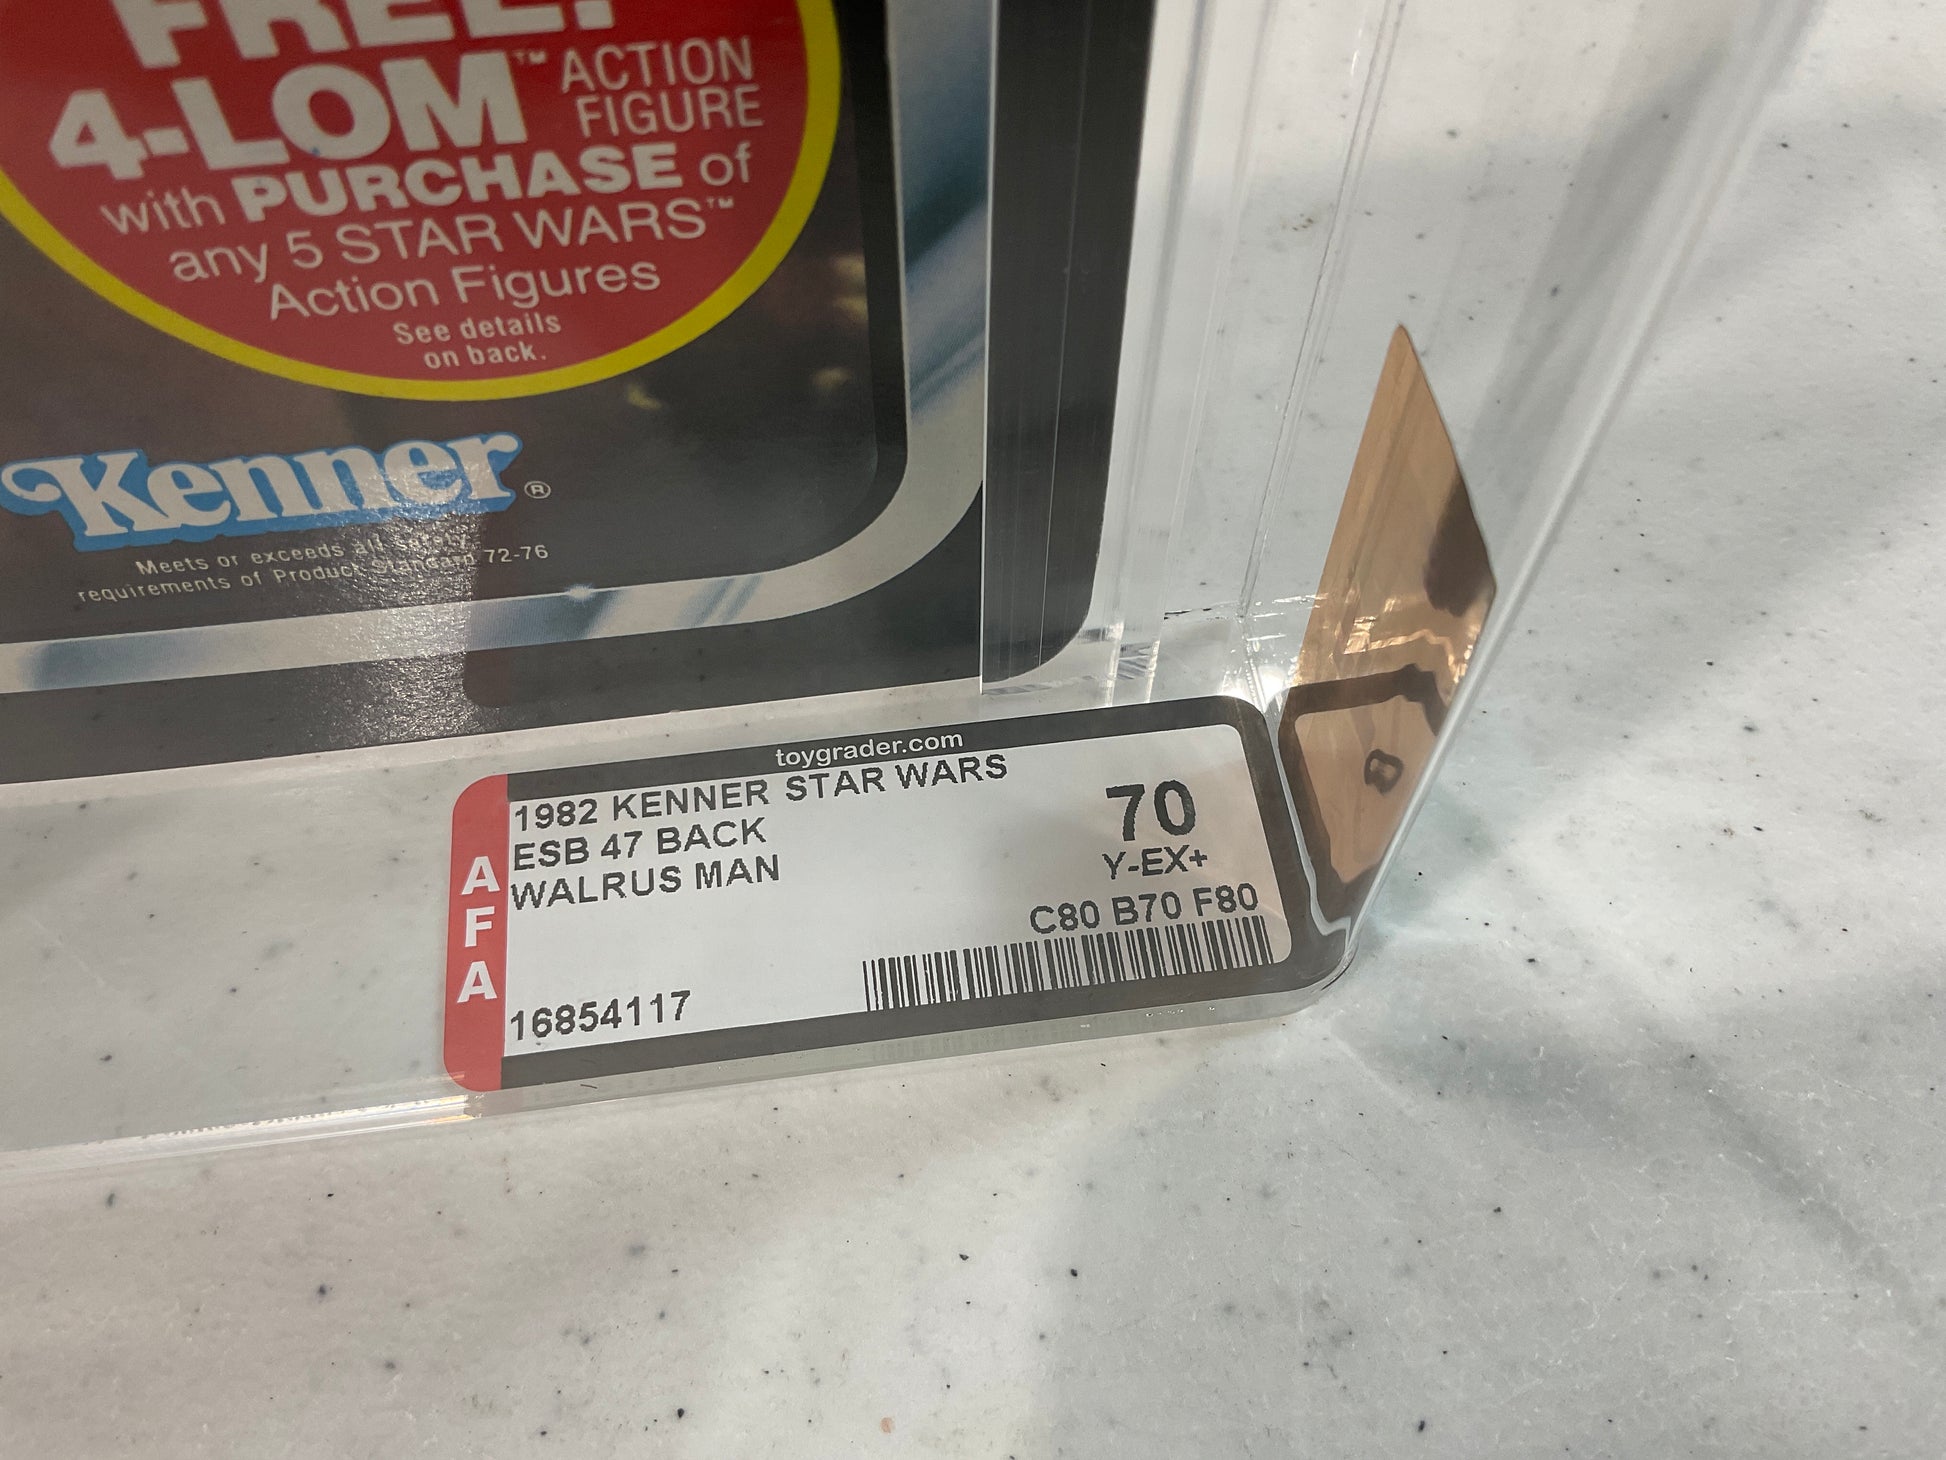 FREE!
4-LOM™ ACTION FIGURE
with PURCHASE of
any 5 STAR WARS™
Action Figures
See details
on back.
Kenner®
Meets or exceeds all safety
requirements of Product Standard 72-76
toygrader.com
AFA
1982 KENNER STAR WARS
ESB 47 BACK
WALRUS MAN
70
Y-EX+
C80 B70 F80
16854117